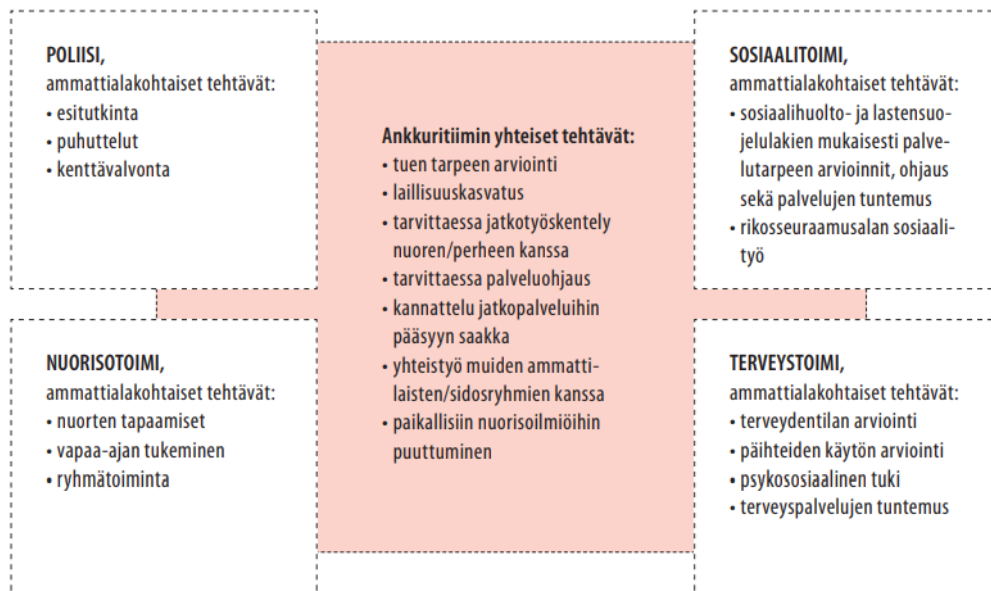 POLIISI,
ammattialakohtaiset tehtävät:
• esitutkinta
• puhuttelut
• kenttävalvonta
Ankkuritiimin yhteiset tehtävät:
• tuen tarpeen arviointi
• laillisuuskasvatus
• tarvittaessa jatkotyöskentely
nuoren/perheen kanssa
• tarvittaessa palveluohjaus
• kannattelu jatkopalveluihin
pääsyn saakka
• yhteistyö muiden ammatti-
laisten/sidosryhmien kanssa
• paikallisiin nuorisoilmiöihin
puuttuminen
SOSIAALITOIMI,
ammattialakohtaiset tehtävät:
• sosiaalihuolto- ja lastensuo-
jelulakien mukaisesti palve-
lutarpeen arvioinnit, ohjaus
sekä palvelujen tuntemus
• rikosseuraamusalan sosiaali-
työ
NUORISOTOIMI,
ammattialakohtaiset tehtävät:
• nuorten tapaamiset
• vapaa-ajan tukeminen
• ryhmätoiminta
TERVEYSTOIMI,
ammattialakohtaiset tehtävät:
• terveydentilan arviointi
• päihteiden käytön arviointi
• psykososiaalinen tuki
• terveyspalvelujen tuntemus